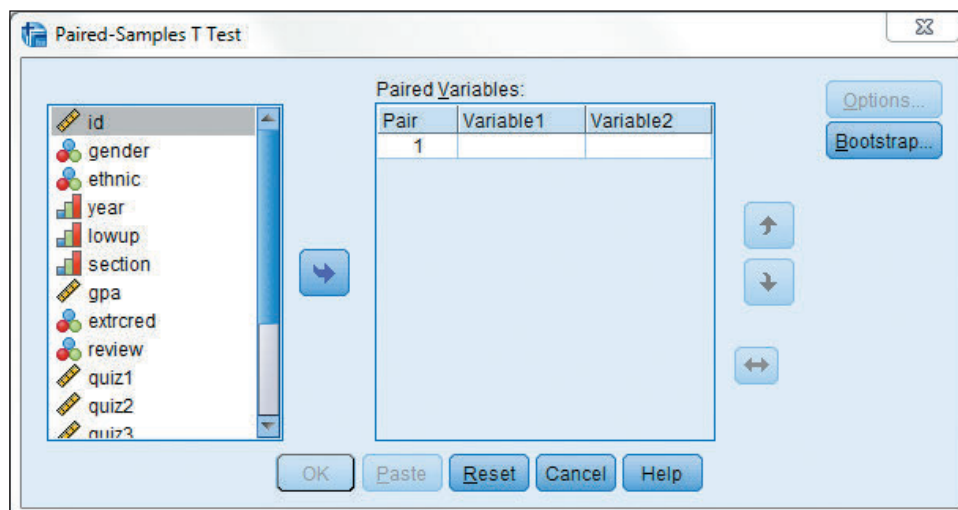 Paired-Samples T Test
id
gender
ethnic
year
lowup
section
gpa
extrcred
review
quiz1
quiz2
quiz3
Paired Variables:
Pair Variable1 Variable2
1
Options...
Bootstrap...
OK Paste Reset Cancel Help